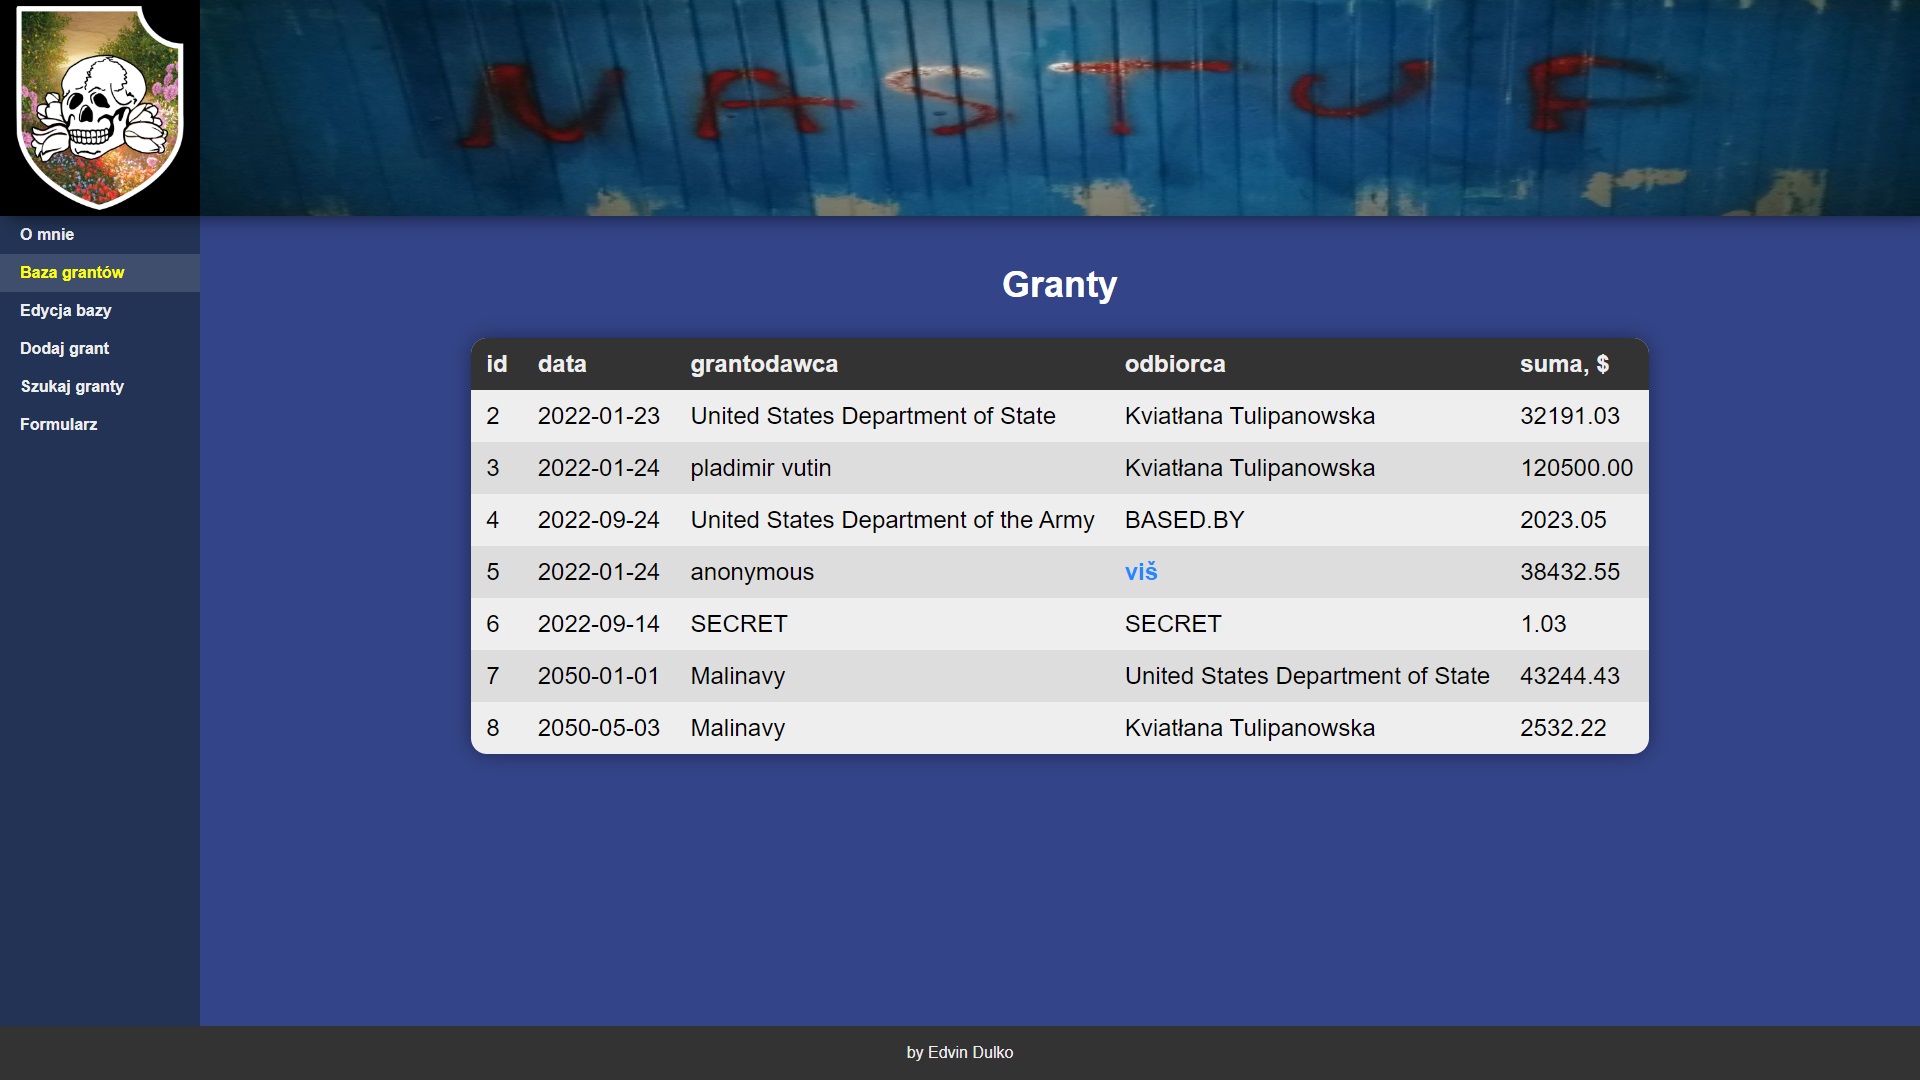 NASTUP
O mnie
Baza grantów
Edycja bazy
Dodaj grant
Szukaj granty
Formularz
Granty
id data grantodawca odbiorca suma, $
2 2022-01-23 United States Department of State Kviatłana Tulipanowska 32191.03
3 2022-01-24 pladimir vutin Kviatłana Tulipanowska 120500.00
4 2022-09-24 United States Department of the Army BASED.BY 2023.05
5 2022-01-24 anonymous viš 38432.55
6 2022-09-14 SECRET SECRET 1.03
7 2050-01-01 Malinavy United States Department of State 43244.43
8 2050-05-03 Malinavy Kviatłana Tulipanowska 2532.22
by Edvin Dulko